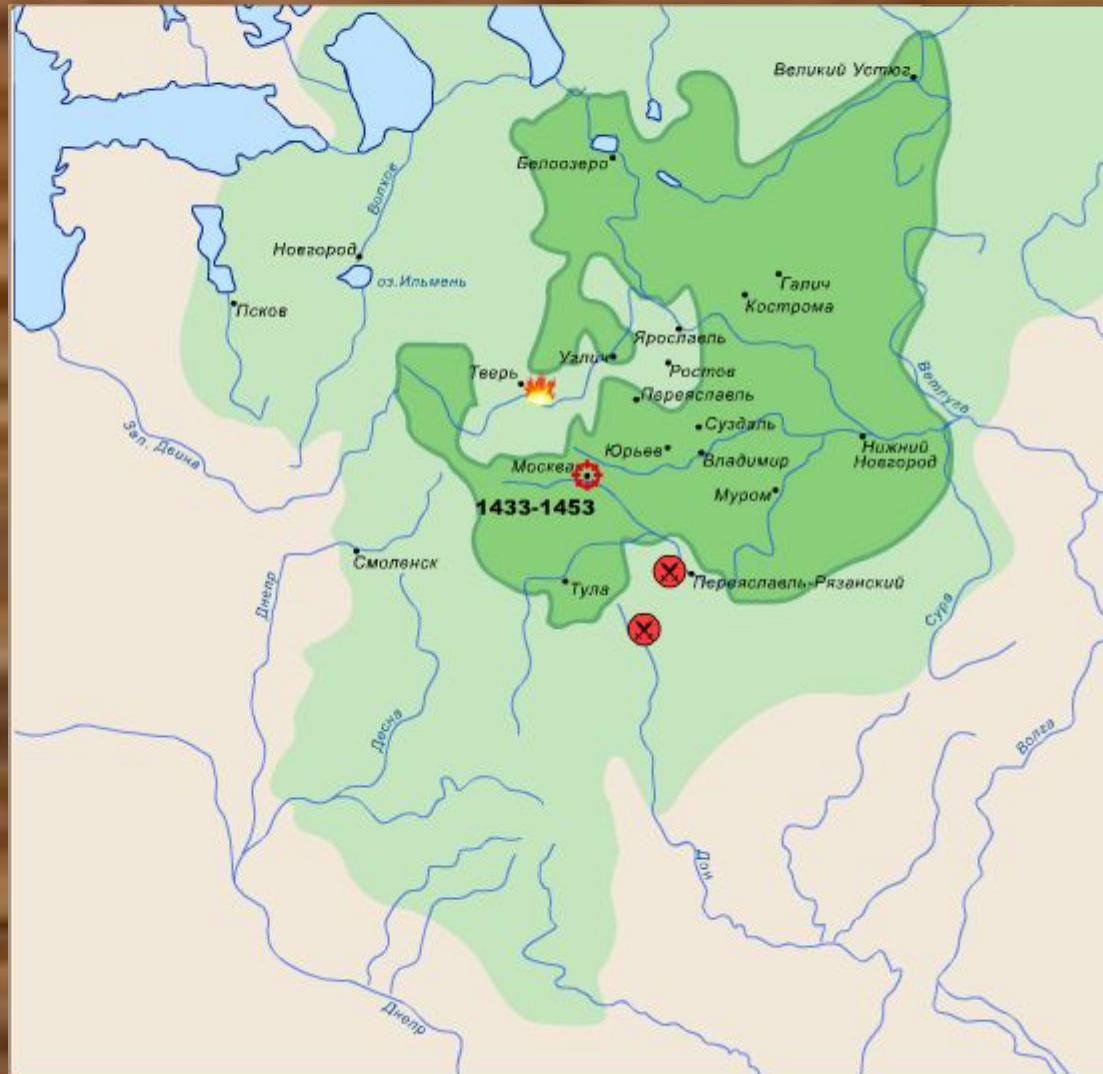 Великий Устюг
Белоозеро
Волхов
Новгород
оз.Ильмень
Псков
Галич
Кострома
Ярославль
Углич
Тверь
Ростов
Переяславль
Ветлуга
Суздаль
Зап. Двина
Юрьев
Владимир
Нижний
Новгород
Москва
Муром
1433-1453
Смоленск
Переяславль-Рязанский
Тула
Днепр
Сура
Десна
Волга
Дон
Днепр